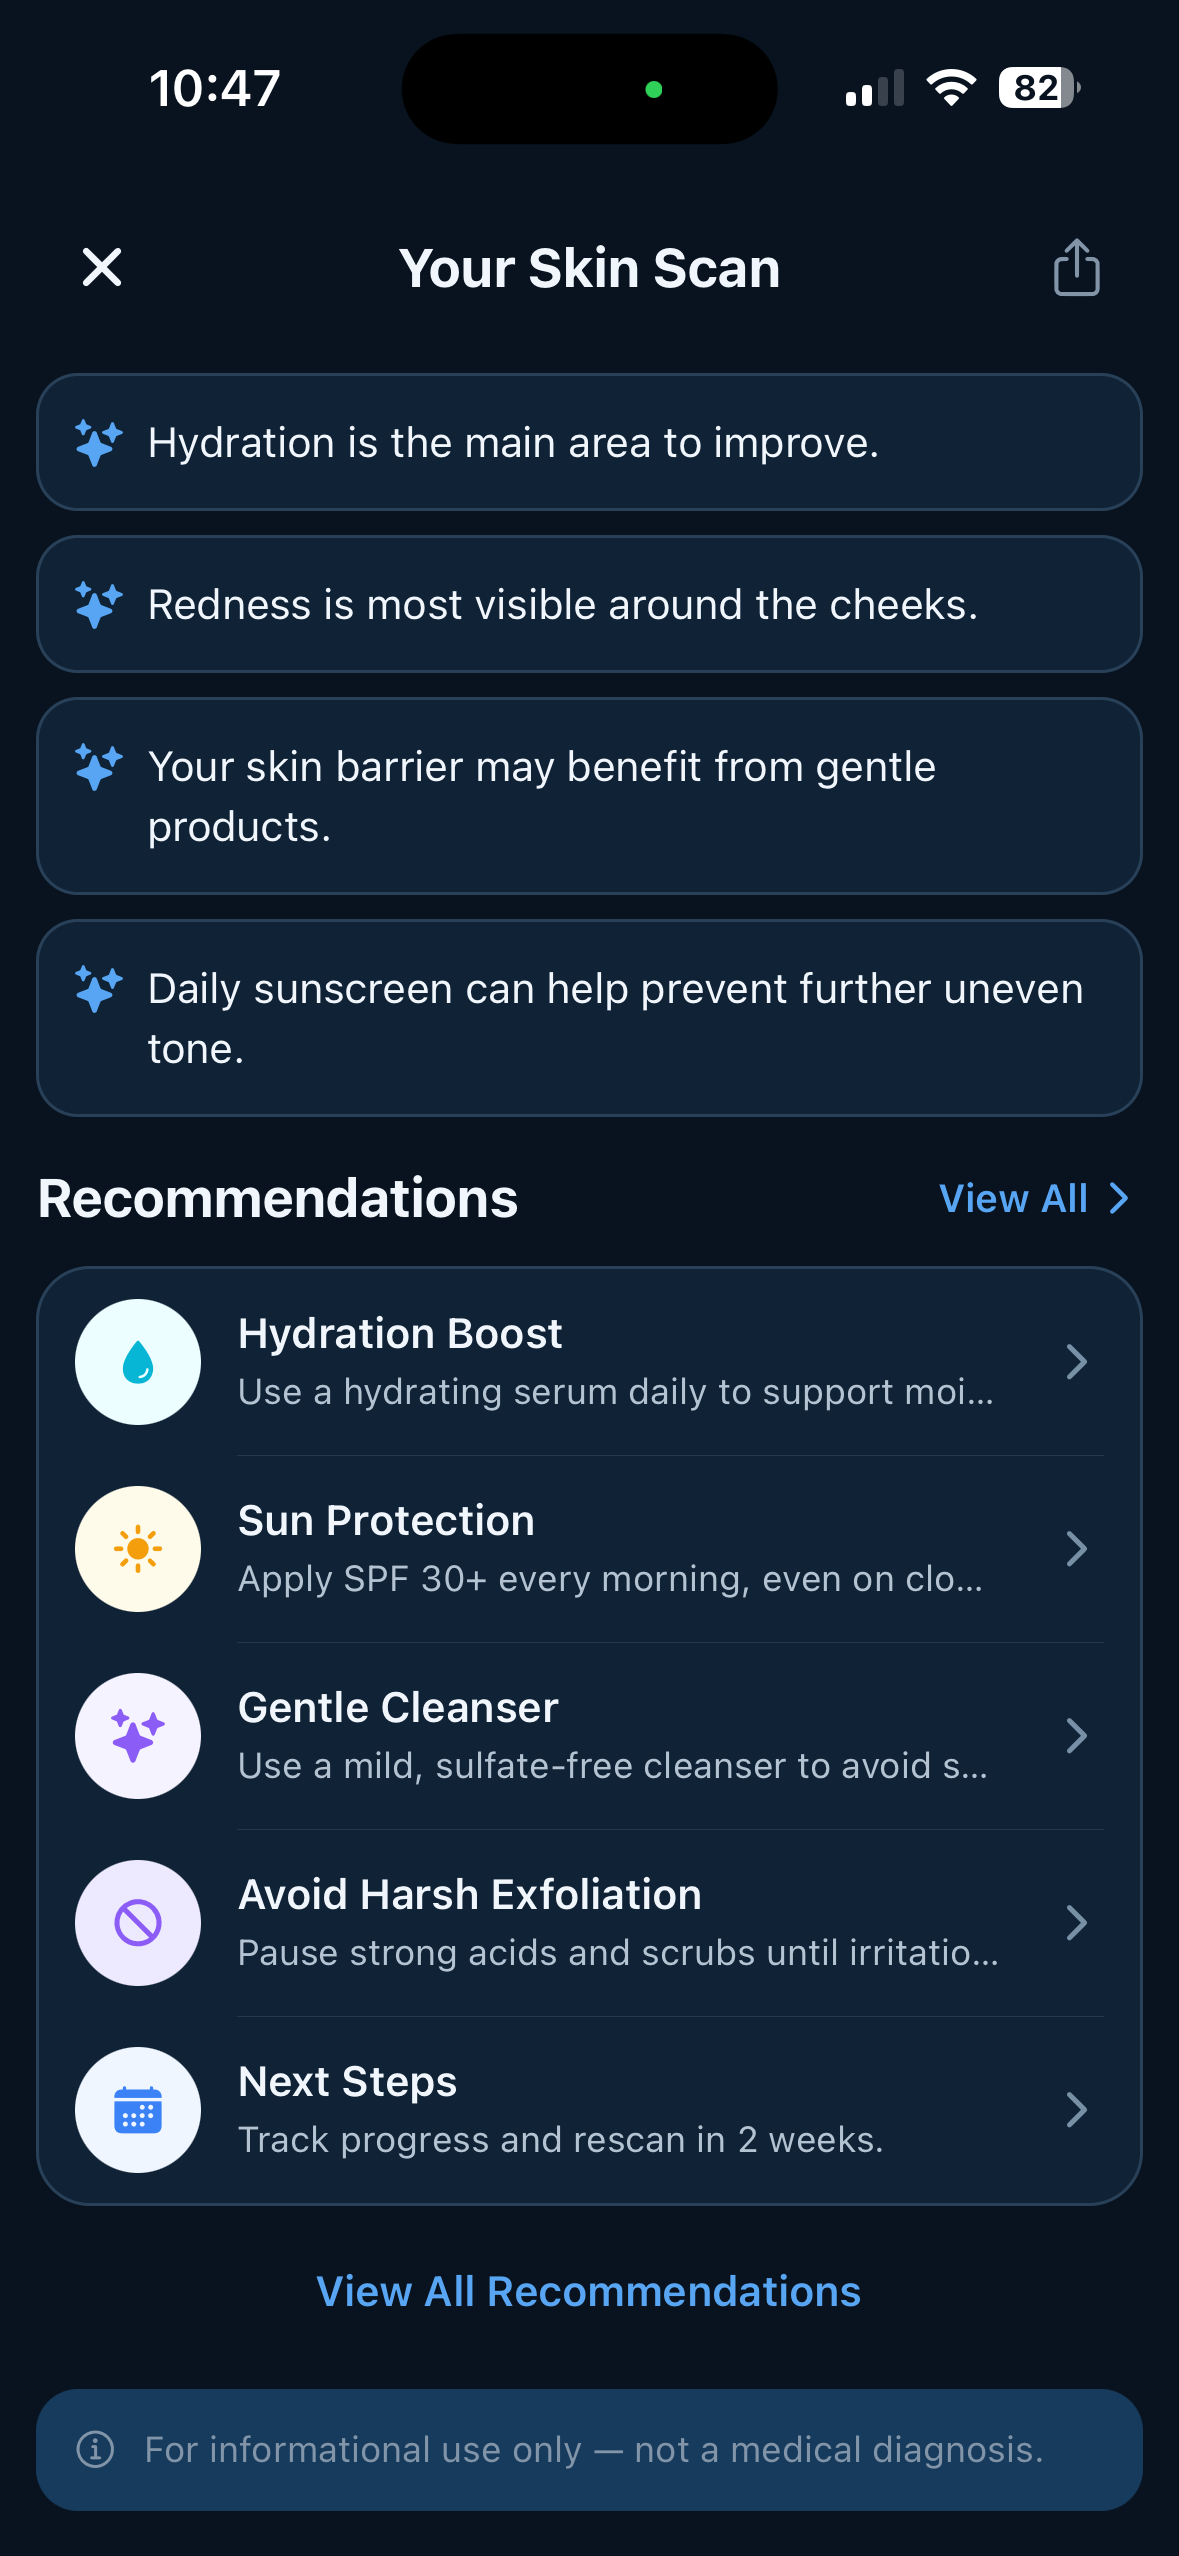 10:47
82
Your Skin Scan
Hydration is the main area to improve.
Redness is most visible around the cheeks.
Your skin barrier may benefit from gentle
products.
Daily sunscreen can help prevent further uneven
tone.
Recommendations
View All
Hydration Boost
Use a hydrating serum daily to support moi...
Sun Protection
Apply SPF 30+ every morning, even on clo...
Gentle Cleanser
Use a mild, sulfate-free cleanser to avoid s...
Avoid Harsh Exfoliation
Pause strong acids and scrubs until irritatio...
Next Steps
Track progress and rescan in 2 weeks.
View All Recommendations
For informational use only — not a medical diagnosis.